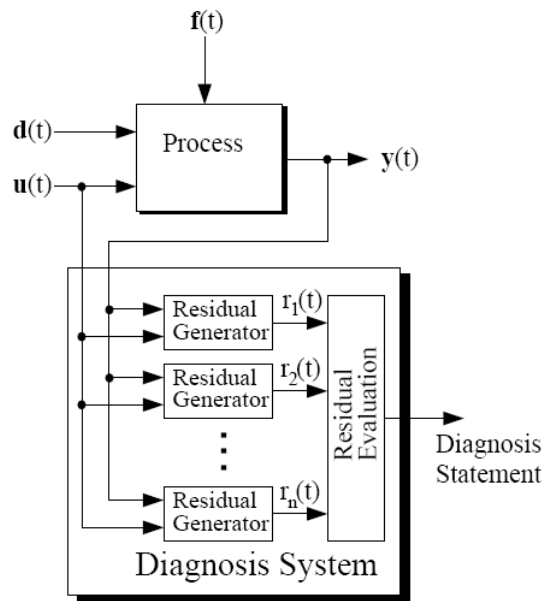 f(t)
d(t)
Process
y(t)
u(t)
Residual
Generator
r1(t)
Residual
Generator
r2(t)
Residual
Generator
rn(t)
Residual
Evaluation
Diagnosis
Statement
Diagnosis System